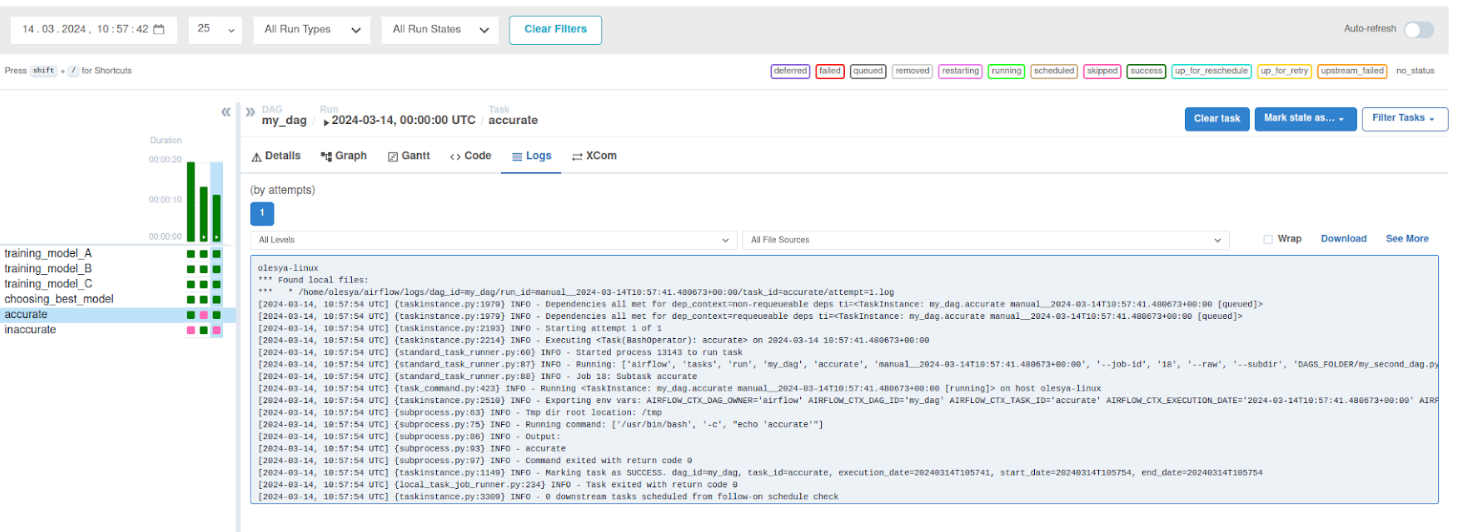 14.03.2024, 10:57:42
25
All Run Types
All Run States
Clear Filters
Auto-refresh
Press shift + / for Shortcuts
deferred failed queued removed restarting running scheduled skipped success up_for_reschedule up_for_retry upstream_failed no_status
DAG
my_dag
Run
2024-03-14, 00:00:00 UTC
Task
accurate
Clear task
Mark state as...
Filter Tasks
Duration
00:00:20
00:00:10
00:00:00
training_model_A
training_model_B
training_model_C
choosing_best_model
accurate
inaccurate
Details
Graph
Gantt
Code
Logs
XCom
(by attempts)
1
All Levels
All File Sources
Wrap
Download
See More
olesya-linux
*** Found local files:
***   * /home/olesya/airflow/logs/dag_id=my_dag/run_id=manual__2024-03-14T10:57:41.480673+00:00/task_id=accurate/attempt=1.log
[2024-03-14, 10:57:54 UTC] {taskinstance.py:1979} INFO - Dependencies all met for dep_context=non-requeueable deps ti=<TaskInstance: my_dag.accurate manual__2024-03-14T10:57:41.480673+00:00 [queued]>
[2024-03-14, 10:57:54 UTC] {taskinstance.py:1979} INFO - Dependencies all met for dep_context=requeueable deps ti=<TaskInstance: my_dag.accurate manual__2024-03-14T10:57:41.480673+00:00 [queued]>
[2024-03-14, 10:57:54 UTC] {taskinstance.py:2193} INFO - Starting attempt 1 of 1
[2024-03-14, 10:57:54 UTC] {taskinstance.py:2214} INFO - Executing <Task(BashOperator): accurate> on 2024-03-14 10:57:41.480673+00:00
[2024-03-14, 10:57:54 UTC] {standard_task_runner.py:60} INFO - Started process 13143 to run task
[2024-03-14, 10:57:54 UTC] {standard_task_runner.py:87} INFO - Running: ['airflow', 'tasks', 'run', 'my_dag', 'accurate', 'manual__2024-03-14T10:57:41.480673+00:00', '--job-id', '18', '--raw', '--subdir', 'DAGS_FOLDER/my_second_dag.py
[2024-03-14, 10:57:54 UTC] {standard_task_runner.py:88} INFO - Job 18: Subtask accurate
[2024-03-14, 10:57:54 UTC] {task_command.py:423} INFO - Running <TaskInstance: my_dag.accurate manual__2024-03-14T10:57:41.480673+00:00 [running]> on host olesya-linux
[2024-03-14, 10:57:54 UTC] {taskinstance.py:2510} INFO - Exporting env vars: AIRFLOW_CTX_DAG_OWNER='airflow' AIRFLOW_CTX_DAG_ID='my_dag' AIRFLOW_CTX_TASK_ID='accurate' AIRFLOW_CTX_EXECUTION_DATE='2024-03-14T10:57:41.480673+00:00' AIRF
[2024-03-14, 10:57:54 UTC] {subprocess.py:63} INFO - Tmp dir root location: /tmp
[2024-03-14, 10:57:54 UTC] {subprocess.py:75} INFO - Running command: ['/usr/bin/bash', '-c', "echo 'accurate'"]
[2024-03-14, 10:57:54 UTC] {subprocess.py:86} INFO - Output:
[2024-03-14, 10:57:54 UTC] {subprocess.py:93} INFO - accurate
[2024-03-14, 10:57:54 UTC] {subprocess.py:97} INFO - Command exited with return code 0
[2024-03-14, 10:57:54 UTC] {taskinstance.py:1149} INFO - Marking task as SUCCESS. dag_id=my_dag, task_id=accurate, execution_date=20240314T105741, start_date=20240314T105754, end_date=20240314T105754
[2024-03-14, 10:57:54 UTC] {local_task_job_runner.py:234} INFO - Task exited with return code 0
[2024-03-14, 10:57:54 UTC] {taskinstance.py:3309} INFO - 0 downstream tasks scheduled from follow-on schedule check